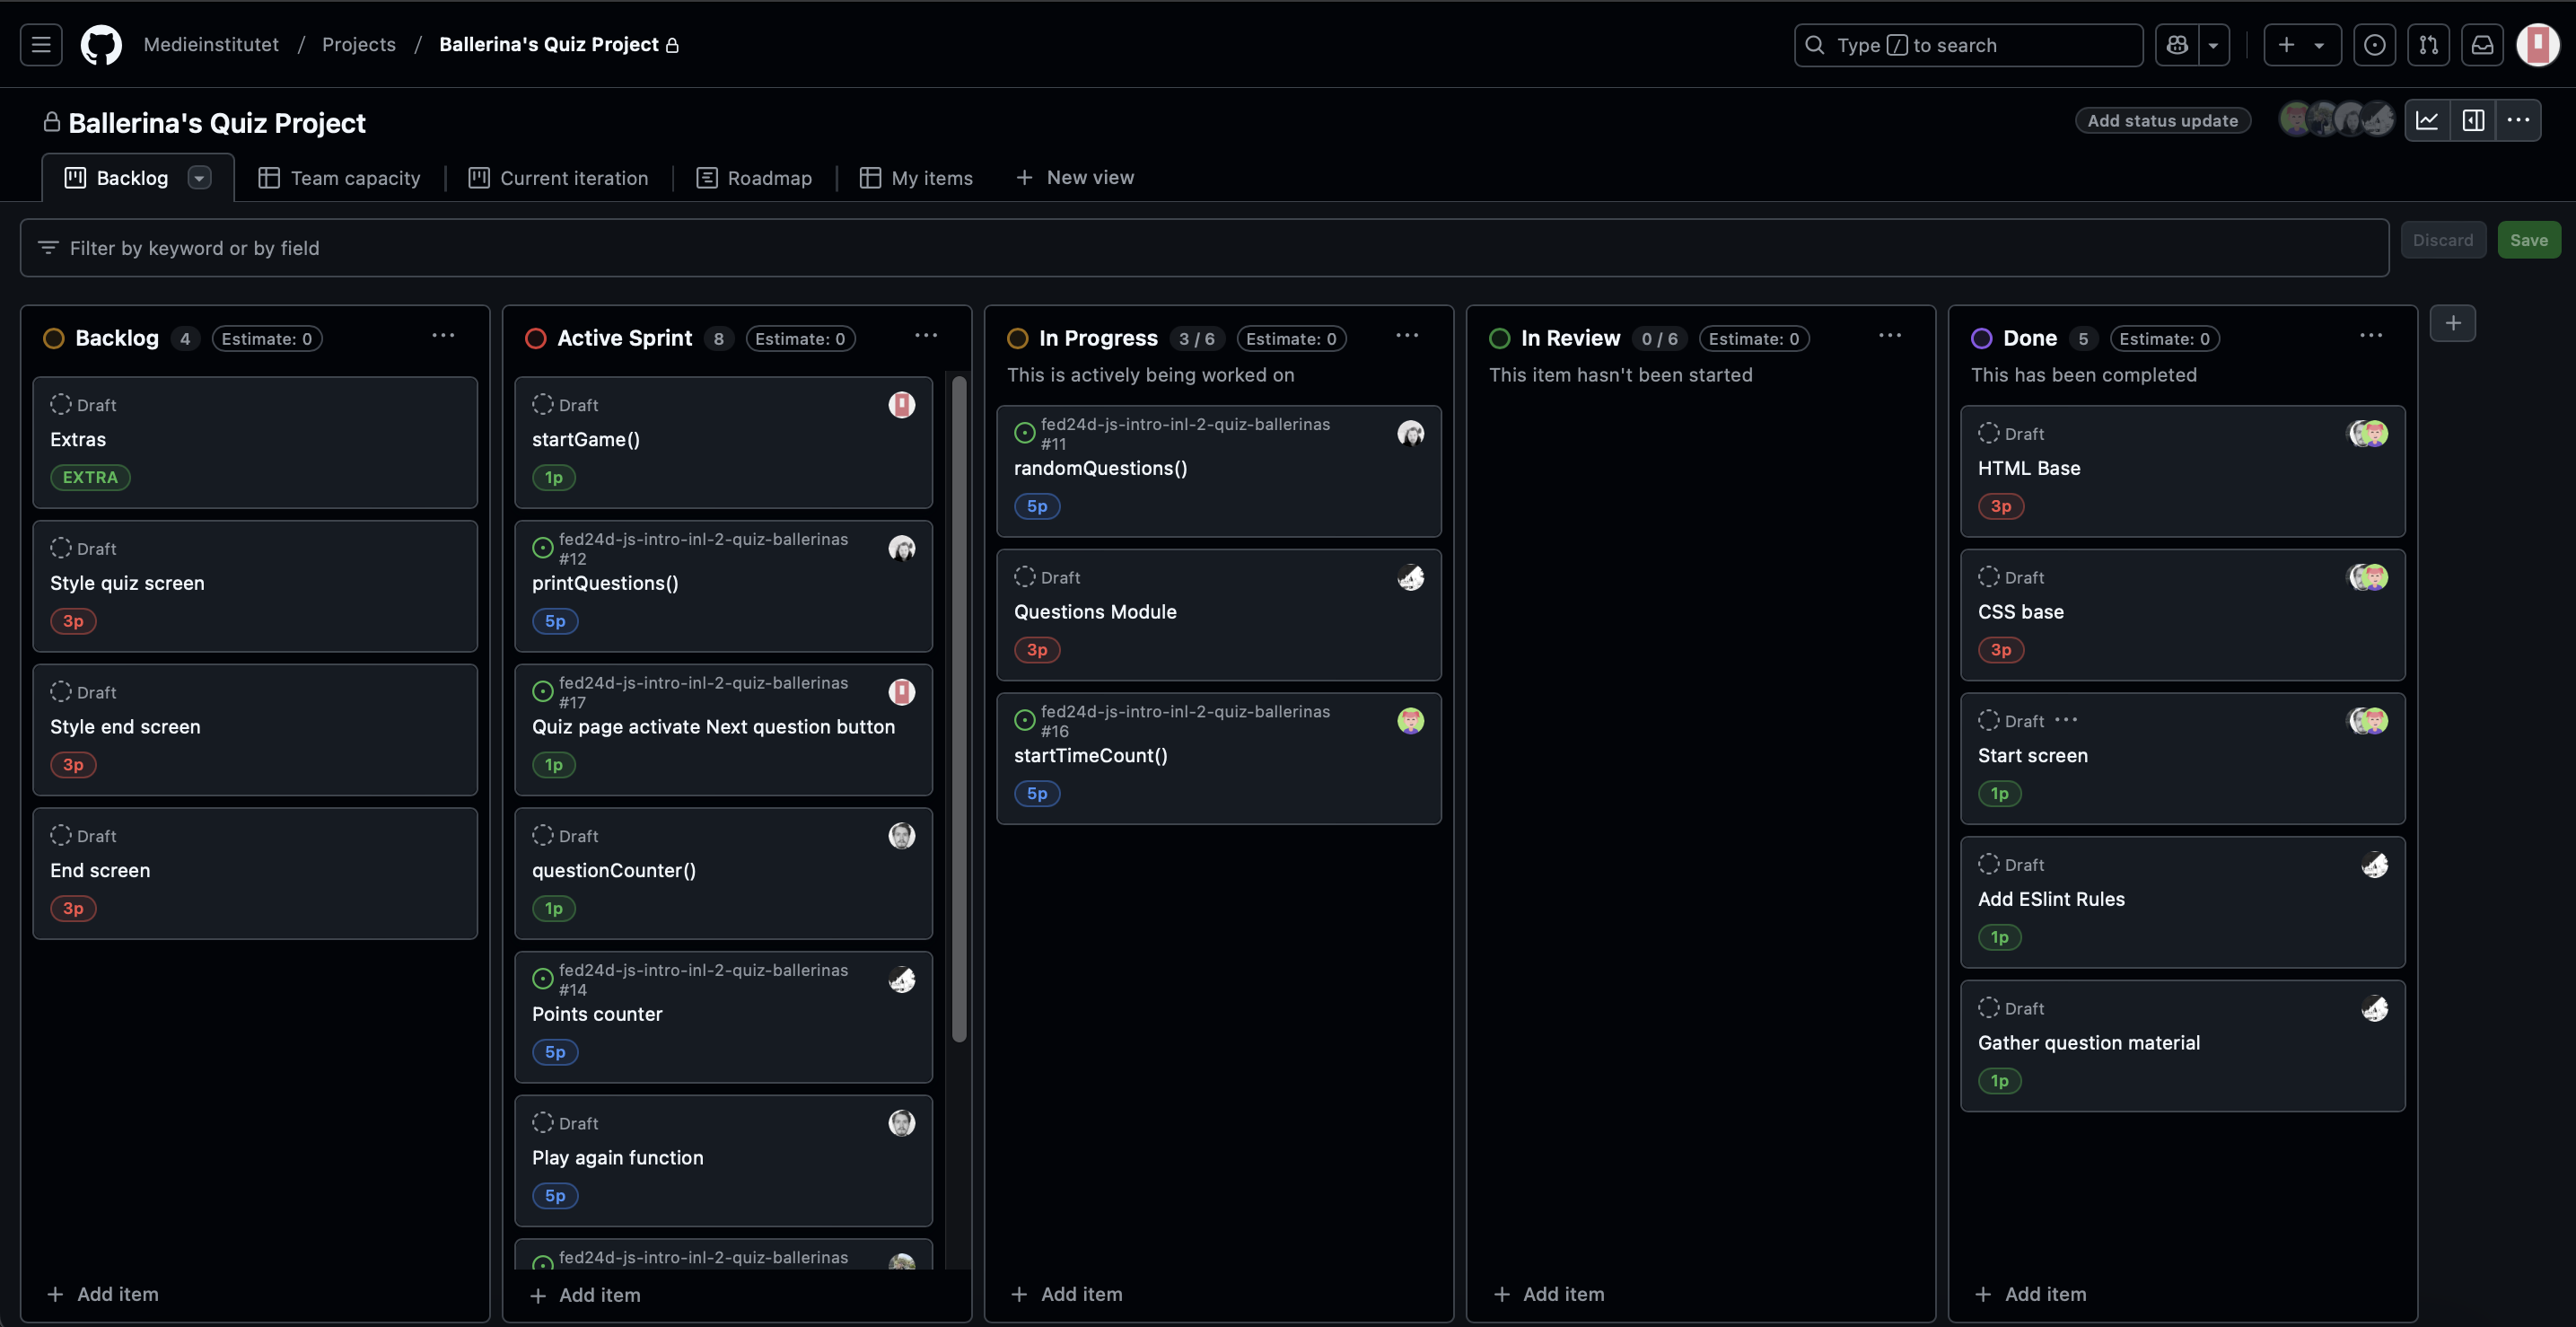 Medieinstitutet / Projects / Ballerina's Quiz Project
Type / to search
Ballerina's Quiz Project
Add status update
Backlog
Team capacity
Current iteration
Roadmap
My items
New view
Filter by keyword or by field
Discard
Save
Backlog 4 Estimate: 0
Draft
Extras
EXTRA
Draft
Style quiz screen
3p
Draft
Style end screen
3p
Draft
End screen
3p
Add item
Active Sprint 8 Estimate: 0
Draft
startGame()
1p
fed24d-js-intro-inl-2-quiz-ballerinas
#12
printQuestions()
5p
fed24d-js-intro-inl-2-quiz-ballerinas
#17
Quiz page activate Next question button
1p
Draft
questionCounter()
1p
fed24d-js-intro-inl-2-quiz-ballerinas
#14
Points counter
5p
Draft
Play again function
5p
fed24d-js-intro-inl-2-quiz-ballerinas
Add item
In Progress 3 / 6 Estimate: 0
This is actively being worked on
fed24d-js-intro-inl-2-quiz-ballerinas
#11
randomQuestions()
5p
Draft
Questions Module
3p
fed24d-js-intro-inl-2-quiz-ballerinas
#16
startTimeCount()
5p
Add item
In Review 0 / 6 Estimate: 0
This item hasn't been started
Add item
Done 5 Estimate: 0
This has been completed
Draft
HTML Base
3p
Draft
CSS base
3p
Draft
Start screen
1p
Draft
Add ESlint Rules
1p
Draft
Gather question material
1p
Add item